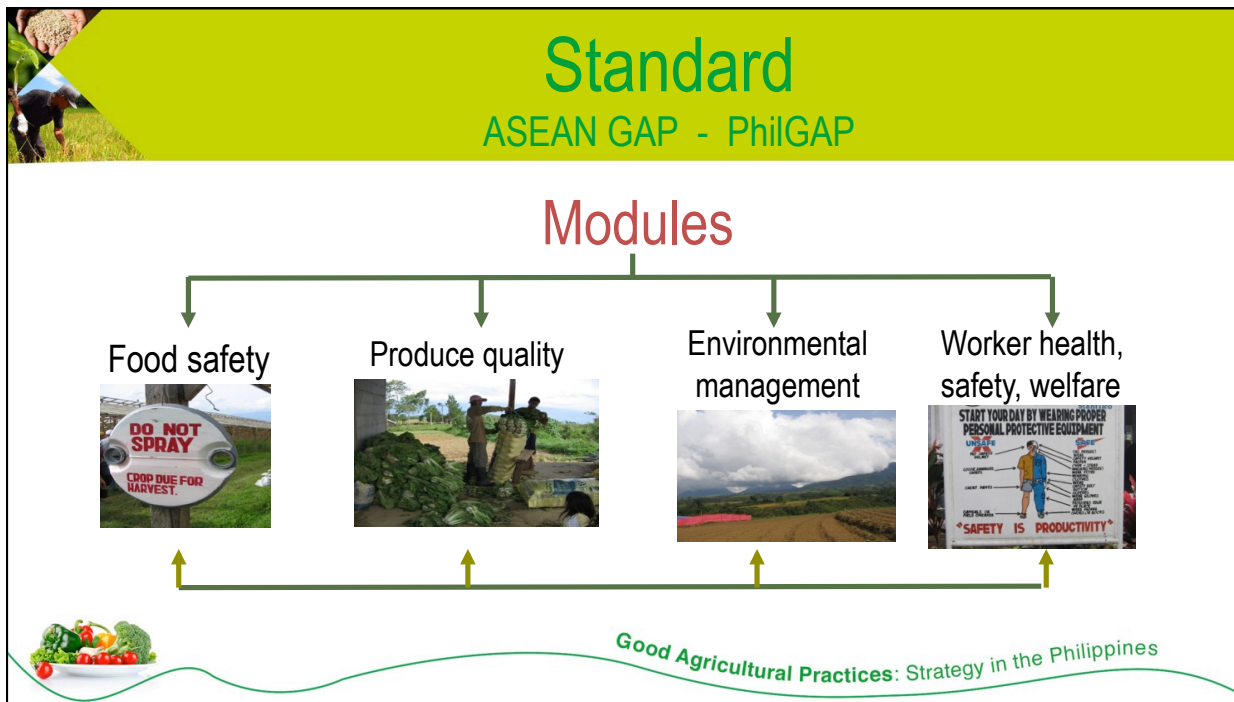 Standard
ASEAN GAP - PhilGAP
Modules
Food safety
Produce quality
Environmental
management
Worker health,
safety, welfare
DO NOT
SPRAY
CROP DUE FOR
HARVEST.
START YOUR DAY BY WEARING PROPER
PERSONAL PROTECTIVE EQUIPMENT
UNSAFE
SAFE
"SAFETY IS PRODUCTIVITY"
Good Agricultural Practices: Strategy in the Philippines